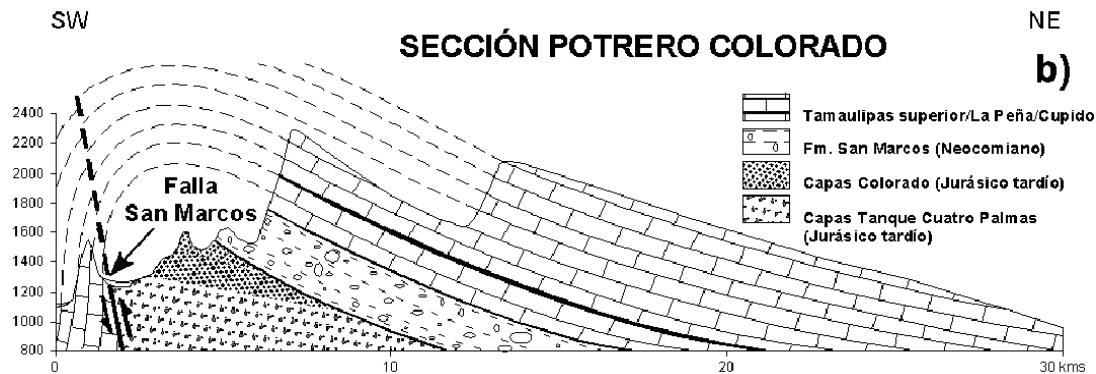 SW
NE
SECCIÓN POTRERO COLORADO
b)
2400
2200
2000
1800
1600
1400
1200
1000
800
Falla
San Marcos
Tamaulipas superior/La Peña/Cupido
Fm. San Marcos (Neocomiano)
Capas Colorado (Jurásico tardío)
Capas Tanque Cuatro Palmas
(Jurásico tardío)
0
10
20
30 kms